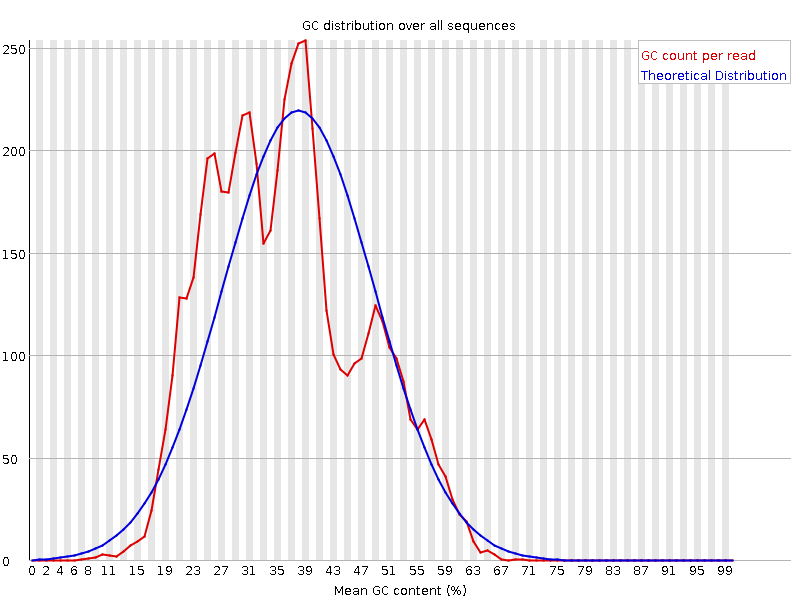 GC distribution over all sequences
GC count per read
Theoretical Distribution
250
200
150
100
50
0
0 2 4 6 8 11 15 19 23 27 31 35 39 43 47 51 55 59 63 67 71 75 79 83 87 91 95 99
Mean GC content (%)